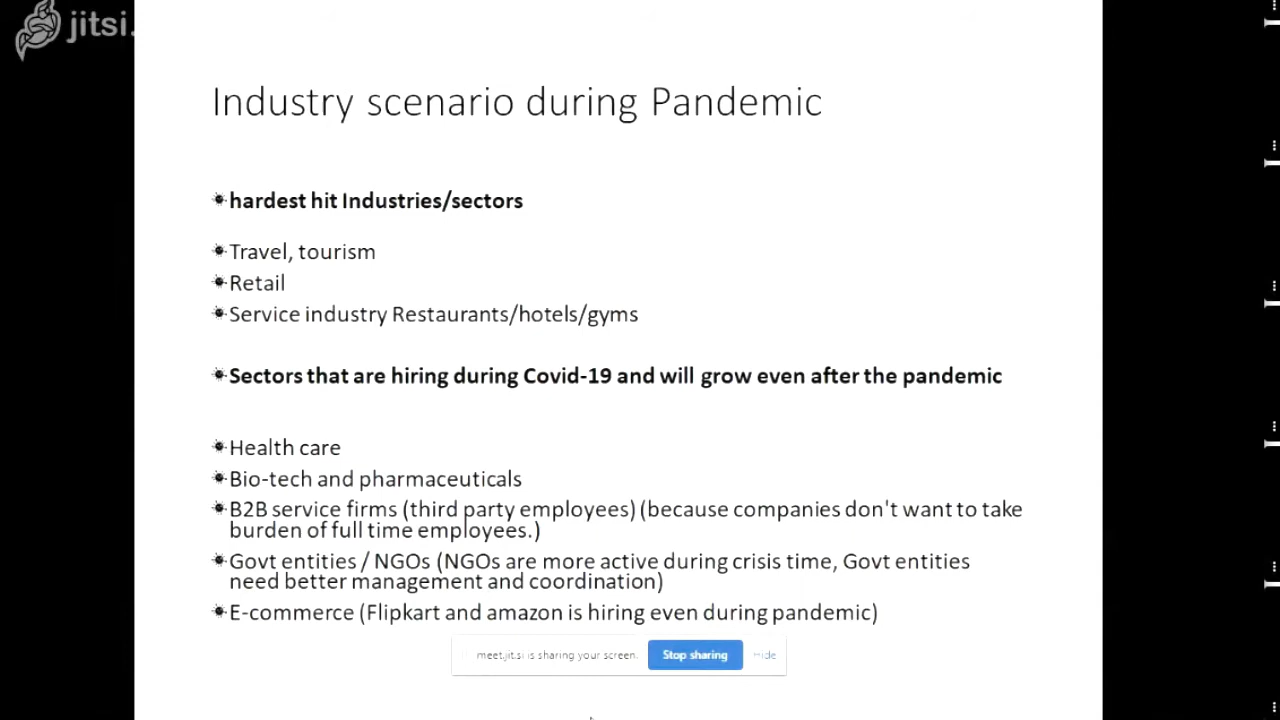 jitsi.
Industry scenario during Pandemic
hardest hit Industries/sectors
Travel, tourism
Retail
Service industry Restaurants/hotels/gyms
Sectors that are hiring during Covid-19 and will grow even after the pandemic
Health care
Bio-tech and pharmaceuticals
B2B service firms (third party employees) (because companies don't want to take
burden of full time employees.)
Govt entities / NGOs (NGOs are more active during crisis time, Govt entities
need better management and coordination)
E-commerce (Flipkart and amazon is hiring even during pandemic)
meet.jit.si is sharing your screen. Stop sharing Hide